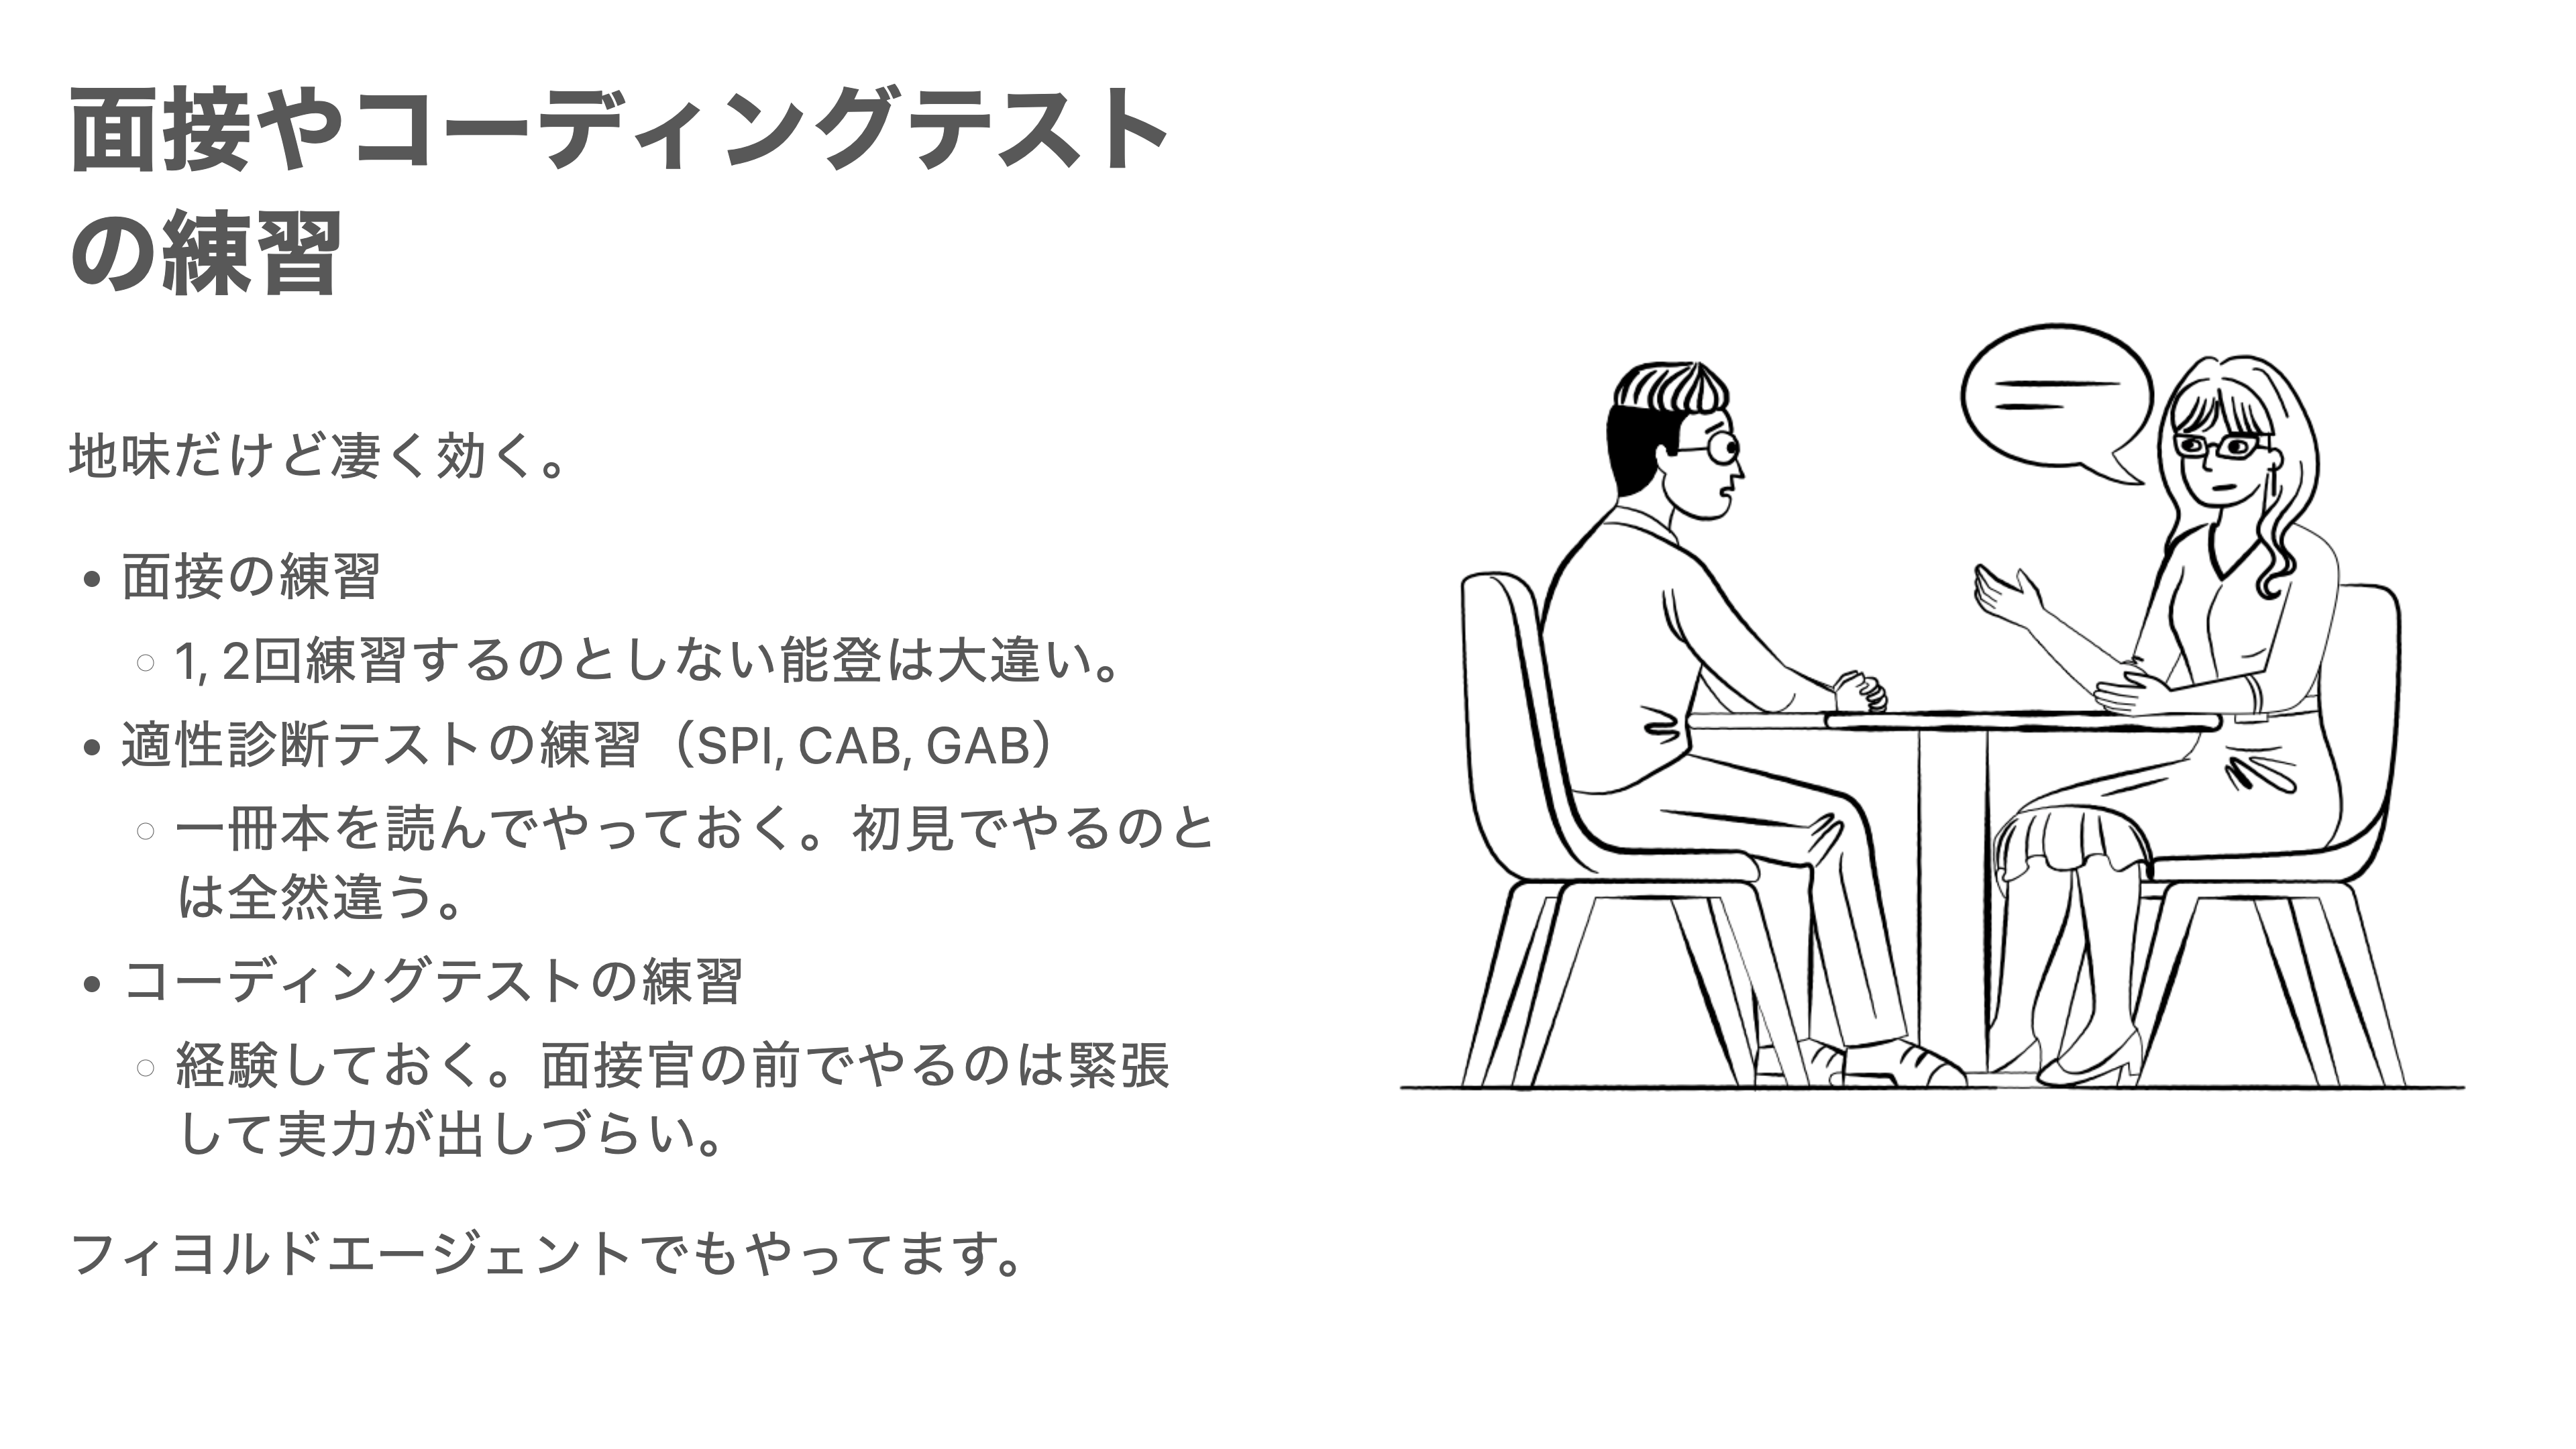 面接やコーディングテスト
の練習
地味だけど凄く効く。
• 面接の練習
◦ 1, 2回練習するのとしない能登は大違い。
• 適性診断テストの練習（SPI, CAB, GAB）
◦ 一冊本を読んでやっておく。初見でやるのと
は全然違う。
• コーディングテストの練習
◦ 経験しておく。面接官の前でやるのは緊張
して実力が出しづらい。
フィヨルドエージェントでもやってます。